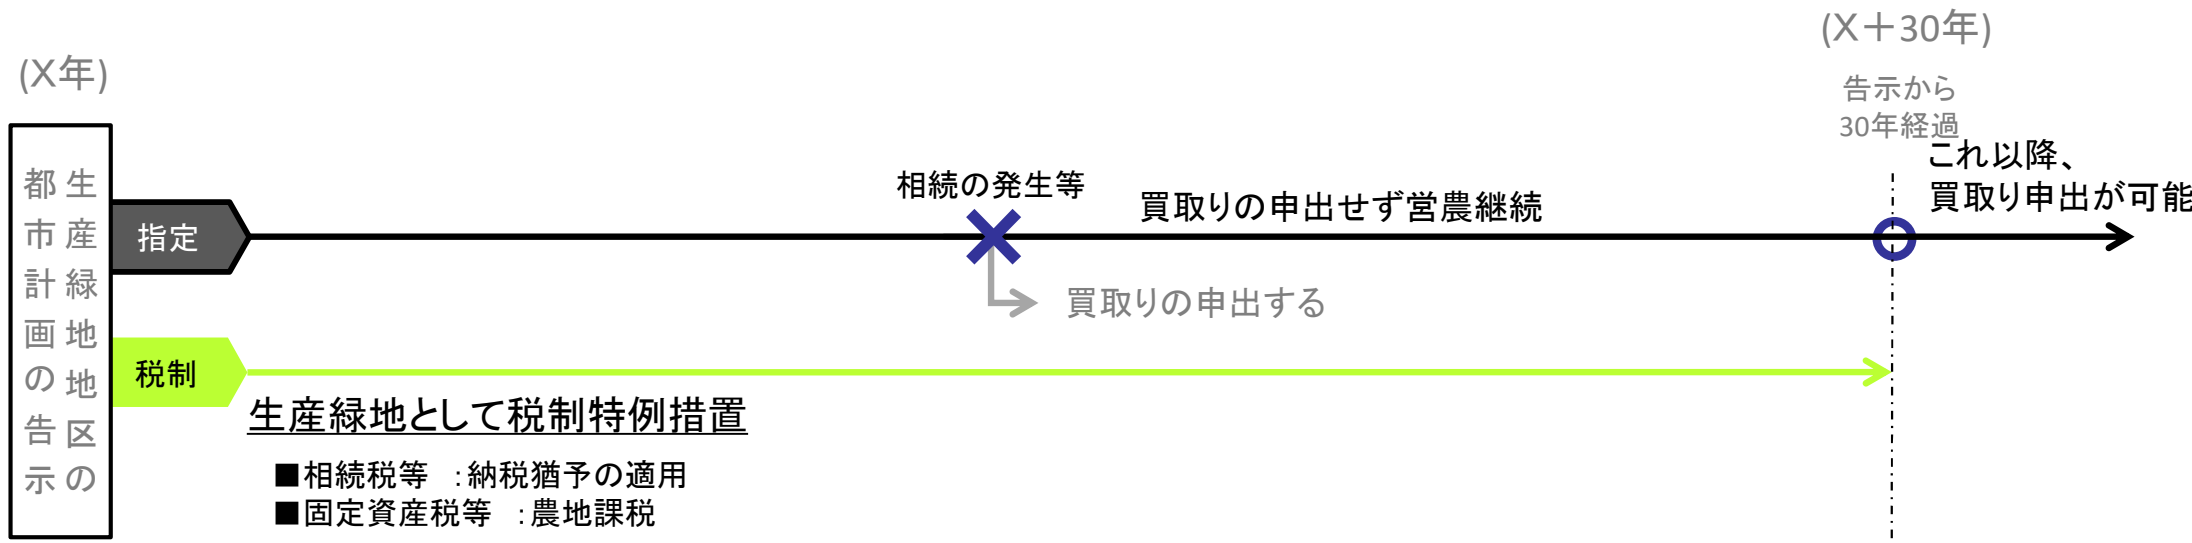 (X年)
生産緑地地区の
都市計画の告示
指定
税制
相続の発生等
買取りの申出せず営農継続
買取りの申出する
(X＋30年)
告示から
30年経過
これ以降、
買取り申出が可能
生産緑地として税制特例措置
■相続税等　:納税猶予の適用
■固定資産税等　:農地課税